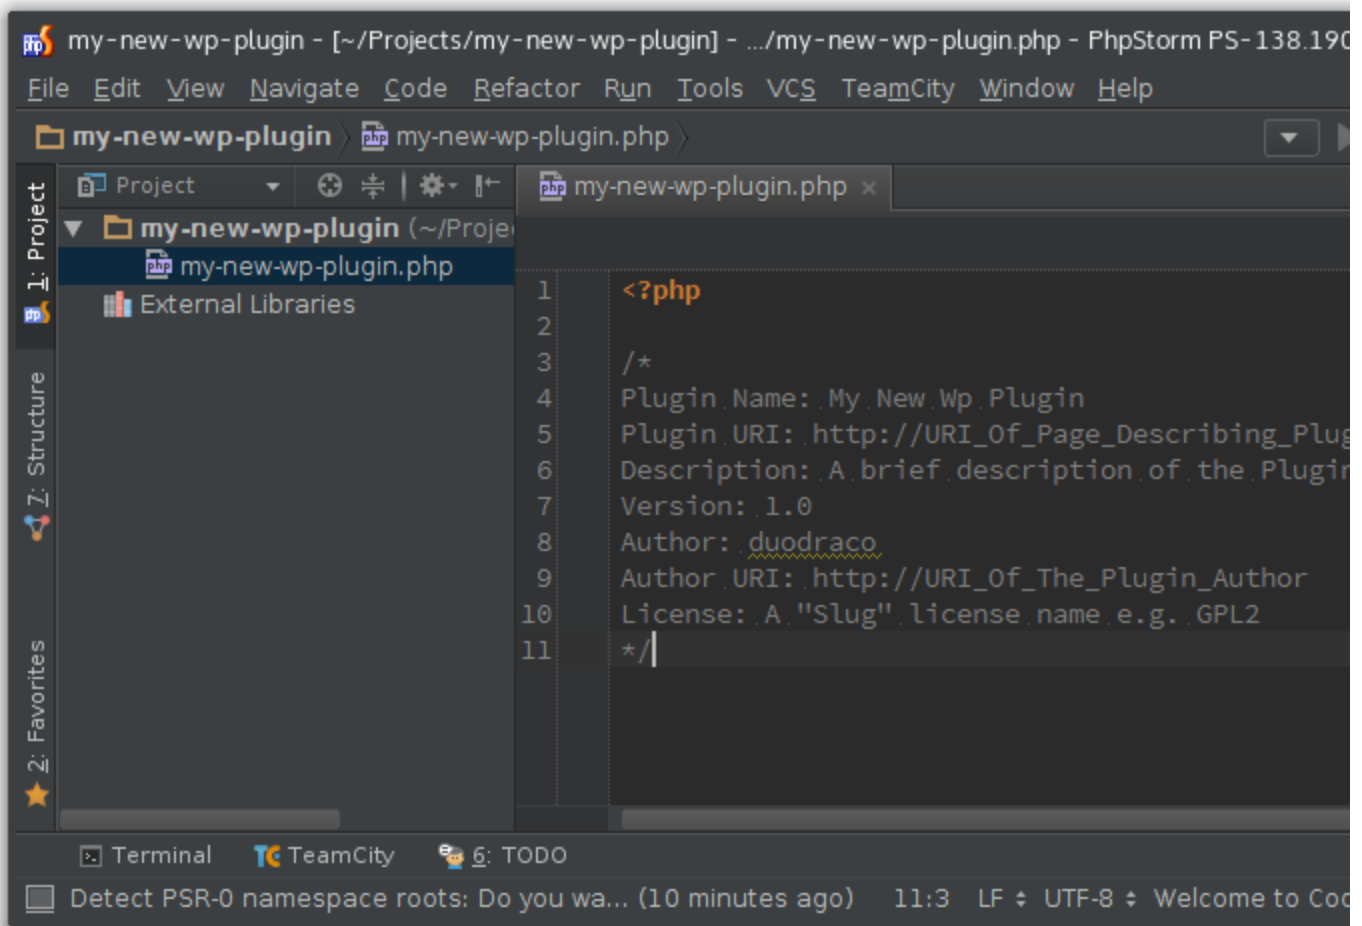 my-new-wp-plugin - [~/Projects/my-new-wp-plugin] - .../my-new-wp-plugin.php - PhpStorm PS-138.190
File Edit View Navigate Code Refactor Run Tools VCS TeamCity Window Help
my-new-wp-plugin my-new-wp-plugin.php
1: Project
7: Structure
2: Favorites
Project
my-new-wp-plugin (~/Proje
my-new-wp-plugin.php
External Libraries
my-new-wp-plugin.php
1 <?php
2
3 /*
4 Plugin Name: My New Wp Plugin
5 Plugin URI: http://URI_Of_Page_Describing_Plug
6 Description: A brief description of the Plugin
7 Version: 1.0
8 Author: duodraco
9 Author URI: http://URI_Of_The_Plugin_Author
10 License: A "Slug" license name e.g. GPL2
11 */
Terminal TeamCity 6: TODO
Detect PSR-0 namespace roots: Do you wa... (10 minutes ago) 11:3 LF UTF-8 Welcome to Coc